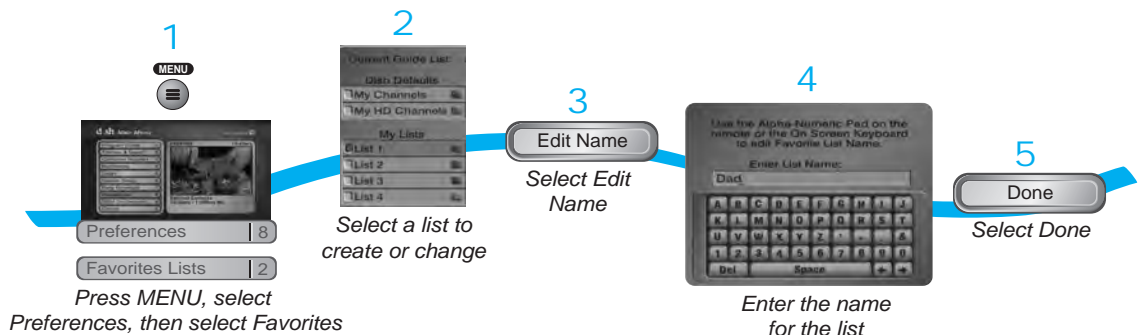 1
MENU
dish Main Menu
Preferences 8
Favorites Lists 2
Press MENU, select
Preferences, then select Favorites
2
Current Guide List:
Dish Defaults
My Channels
My HD Channels
My Lists
List 1
List 2
List 3
List 4
Select a list to
create or change
3
Edit Name
Select Edit
Name
4
Use the Alpha-Numeric Pad on the
remote or the On Screen Keyboard
to edit Favorite List Name.
Enter List Name:
Dad
A B C D E F G H I J
K L M N O P Q R S T
U V W X Y Z ' - . &
1 2 3 4 5 6 7 8 9 0
Del Space
Enter the name
for the list
5
Done
Select Done